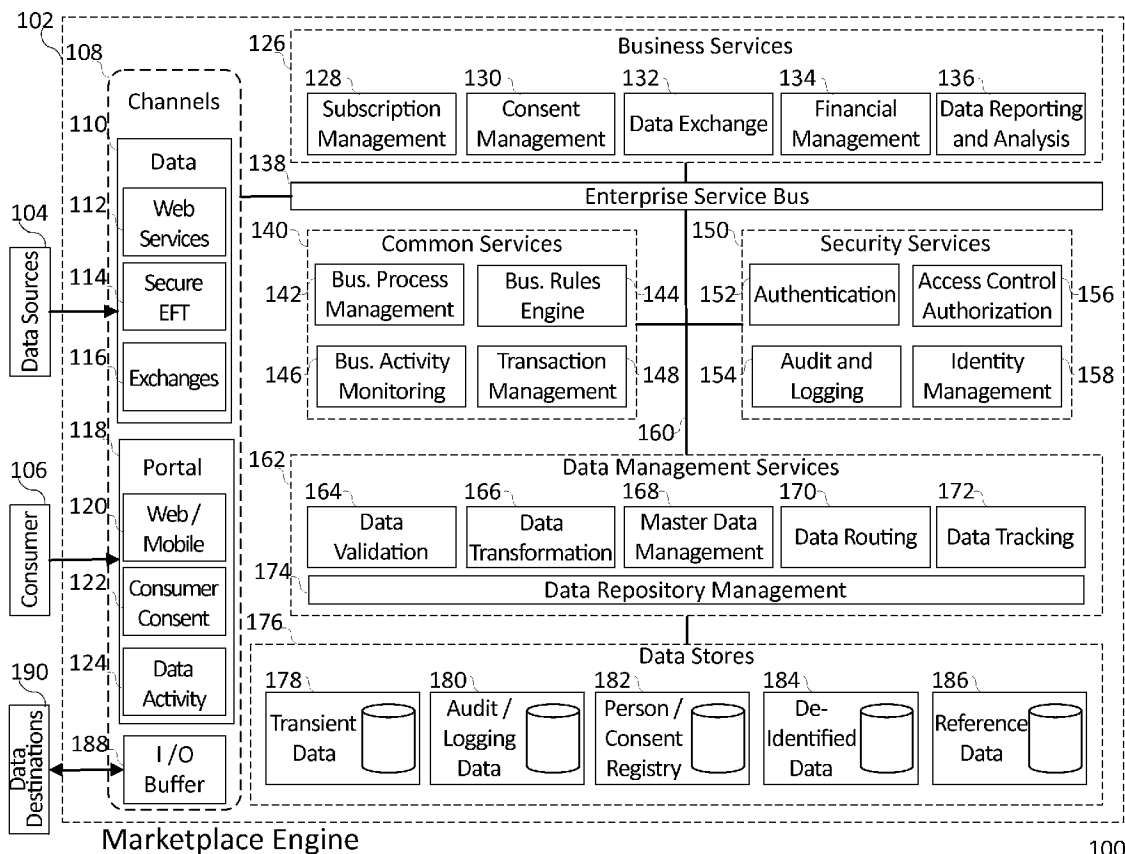 102
108
Channels
110
Data
112
Web
Services
104
Data Sources
114
Secure
EFT
116
Exchanges
118
Portal
106
Consumer
120
Web /
Mobile
122
Consumer
Consent
124
Data
Activity
190
Data
Destinations
188
I / O
Buffer
126
Business Services
128
Subscription
Management
130
Consent
Management
132
Data Exchange
134
Financial
Management
136
Data Reporting
and Analysis
138
Enterprise Service Bus
140
Common Services
142
Bus. Process
Management
Bus. Rules
Engine
144
146
Bus. Activity
Monitoring
Transaction
Management
148
150
Security Services
152
Authentication
Access Control
Authorization
156
154
Audit and
Logging
Identity
Management
158
160
162
Data Management Services
164
Data
Validation
166
Data
Transformation
168
Master Data
Management
170
Data Routing
172
Data Tracking
174
Data Repository Management
176
Data Stores
178
Transient
Data
180
Audit /
Logging
Data
182
Person /
Consent
Registry
184
De-
Identified
Data
186
Reference
Data
Marketplace Engine
100